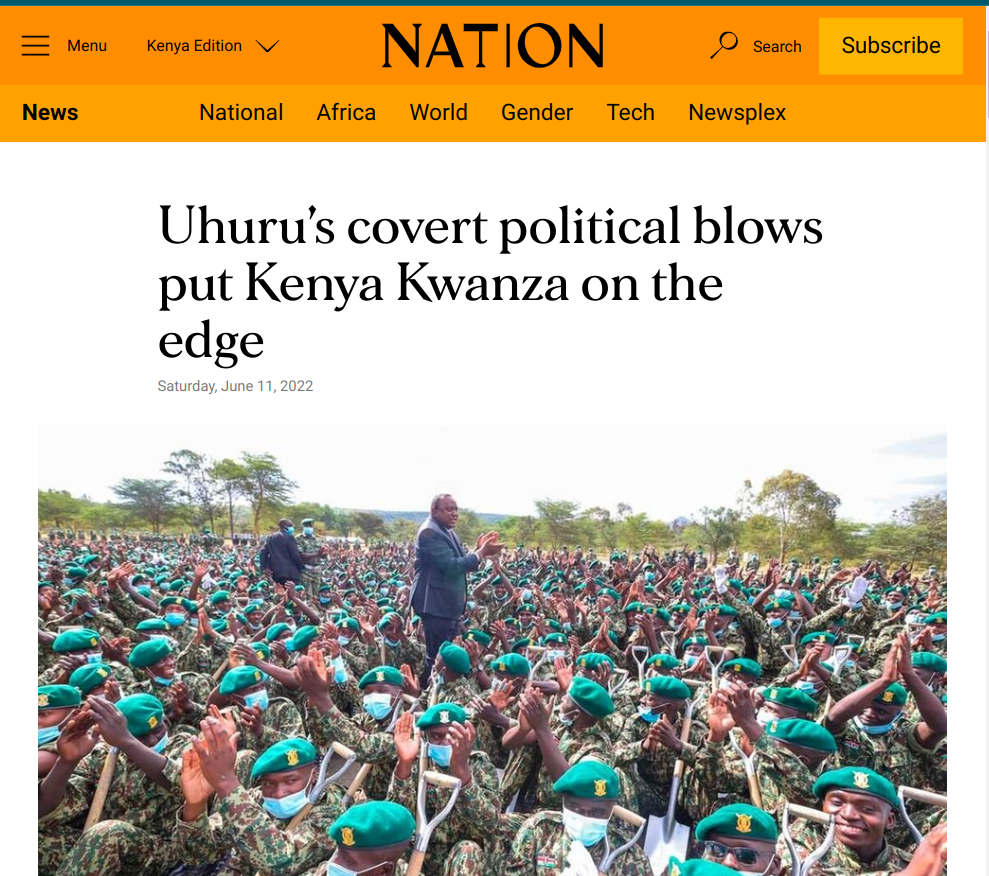 Menu
Kenya Edition
NATION
Search
Subscribe
News
National
Africa
World
Gender
Tech
Newsplex
Uhuru’s covert political blows
put Kenya Kwanza on the
edge
Saturday, June 11, 2022